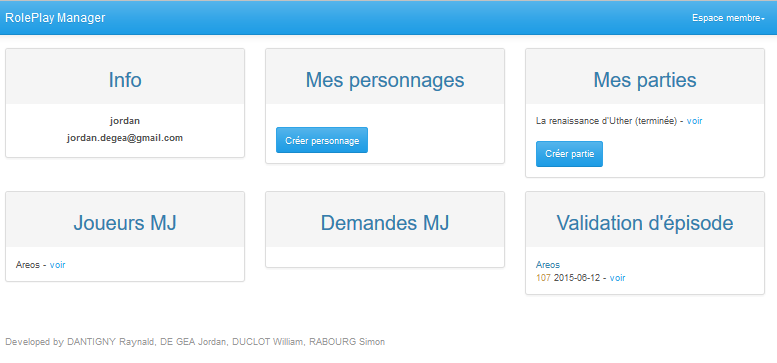 RolePlay Manager
Espace membre
Info
jordan
jordan.degea@gmail.com
Mes personnages
Créer personnage
Mes parties
La renaissance d'Uther (terminée) - voir
Créer partie
Joueurs MJ
Areos - voir
Demandes MJ
Validation d'épisode
Areos
107 2015-06-12 - voir
Developed by DANTIGNY Raynald, DE GEA Jordan, DUCLOT William, RABOURG Simon